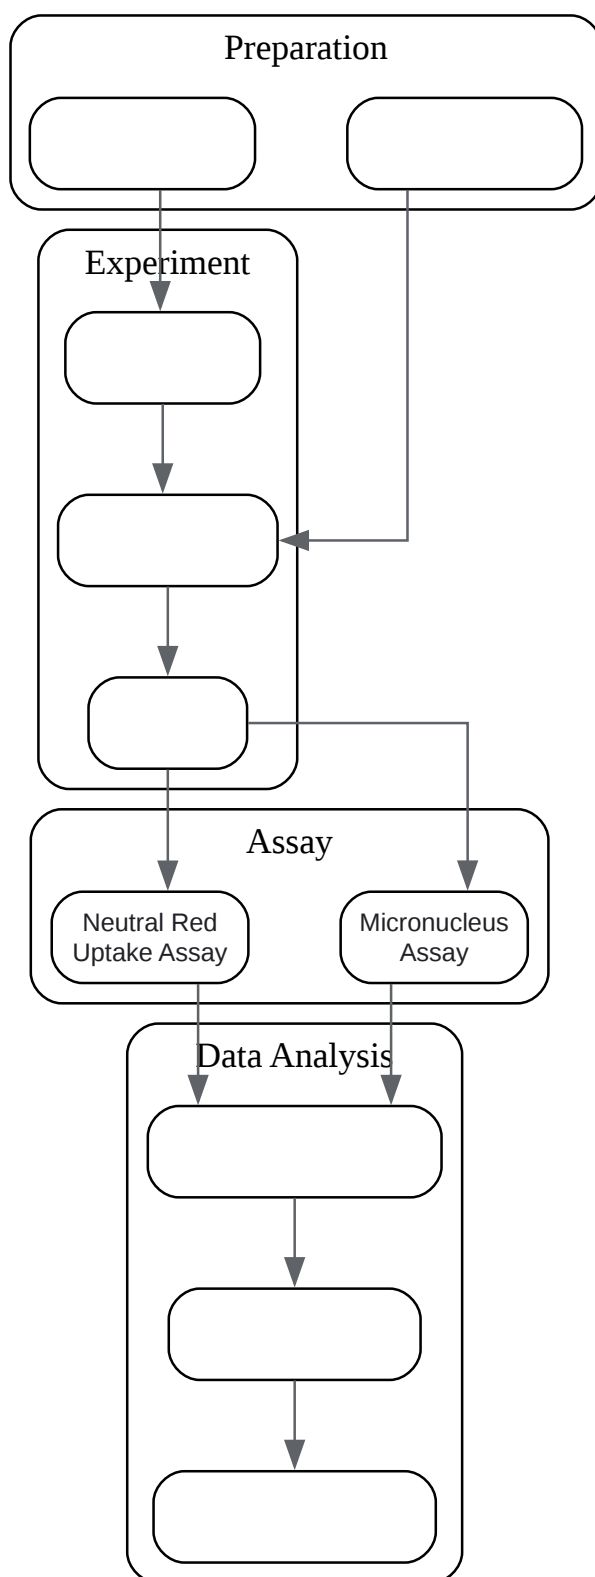 Preparation
Experiment
Assay
Neutral Red
Uptake Assay
Micronucleus
Assay
Data Analysis